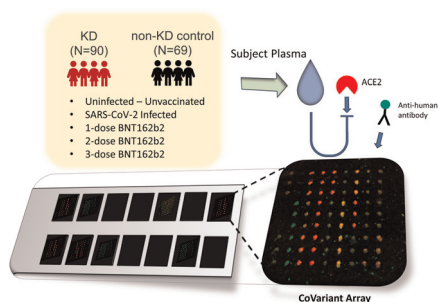 KD
(N=90)
non-KD control
(N=69)
• Uninfected – Unvaccinated
• SARS-CoV-2 Infected
• 1-dose BNT162b2
• 2-dose BNT162b2
• 3-dose BNT162b2
Subject Plasma
ACE2
Anti-human
antibody
CoVariant Array